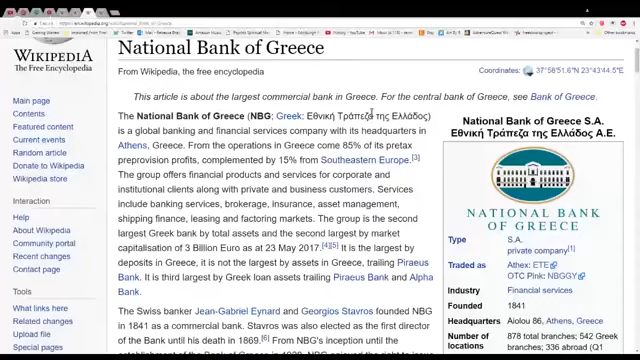 en.wikipedia.org/wiki/National_Bank_of_Greece
WIKIPEDIA
The Free Encyclopedia
Main page
Contents
Featured content
Current events
Random article
Donate to Wikipedia
Wikipedia store
Interaction
Help
About Wikipedia
Community portal
Recent changes
Contact page
Tools
What links here
Related changes
Upload file
National Bank of Greece
From Wikipedia, the free encyclopedia
Coordinates: 37°58′51.6″N 23°43′44.5″E
This article is about the largest commercial bank in Greece. For the central bank of Greece, see Bank of Greece.
The National Bank of Greece (NBG; Greek: Εθνική Τράπεζα της Ελλάδος)
is a global banking and financial services company with its headquarters in
Athens, Greece. From the operations in Greece come 85% of its pretax
preprovision profits, complemented by 15% from Southeastern Europe.[3]
The group offers financial products and services for corporate and
institutional clients along with private and business customers. Services
include banking services, brokerage, insurance, asset management,
shipping finance, leasing and factoring markets. The group is the second
largest Greek bank by total assets and the second largest by market
capitalisation of 3 Billion Euro as at 23 May 2017.[4][5] It is the largest by
deposits in Greece, it is not the largest by assets in Greece, trailing Piraeus
Bank. It is third largest by Greek loan assets trailing Piraeus Bank and Alpha
Bank.
The Swiss banker Jean-Gabriel Eynard and Georgios Stavros founded NBG
in 1841 as a commercial bank. Stavros was also elected as the first director
of the Bank until his death in 1869.[6] From NBG's inception until the
National Bank of Greece S.A.
Εθνική Τράπεζα της Ελλάδος Α.Ε.
NATIONAL BANK
OF GREECE
Type S.A.
private company[1]
Traded as Athex: ETE
OTC Pink: NBGGY
Industry Financial services
Founded 1841
Headquarters Aiolou 86, Athens, Greece
Number of locations 878 total branches; 542 Greek
branches; 336 abroad (Q1